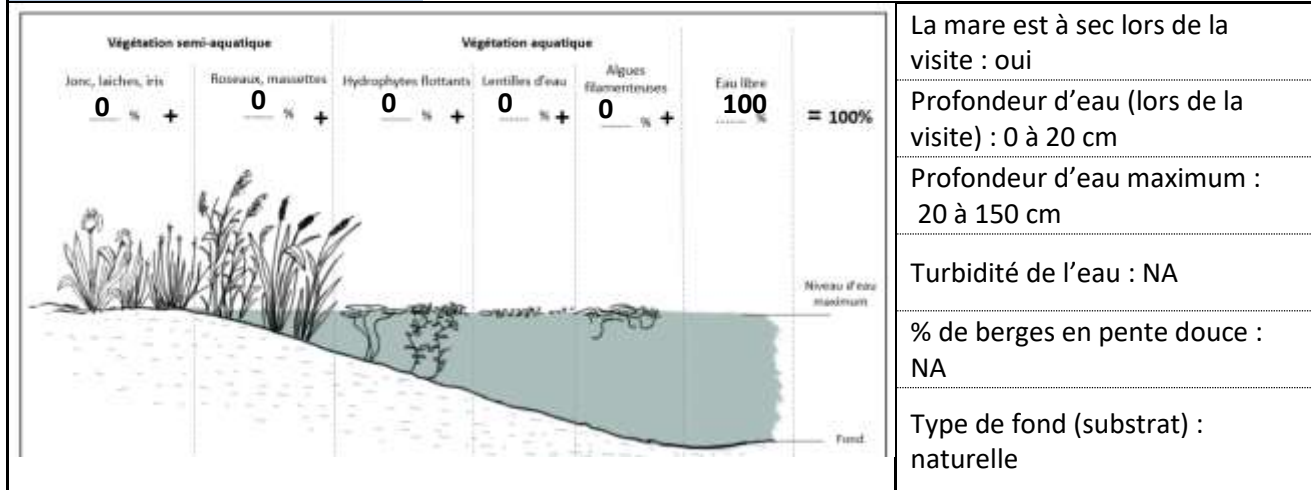 Végétation semi-aquatique
Végétation aquatique
Jonc, laiches, iris
Roseaux, massettes
Hydrophytes flottants
Lentilles d'eau
Algues
filamenteuses
Eau libre
0 % +
0 % +
0 % +
0 % +
0 % +
100 %
= 100%
Niveau d'eau
maximum
Fond
La mare est à sec lors de la
visite : oui
Profondeur d'eau (lors de la
visite) : 0 à 20 cm
Profondeur d'eau maximum :
20 à 150 cm
Turbidité de l'eau : NA
% de berges en pente douce :
NA
Type de fond (substrat) :
naturelle